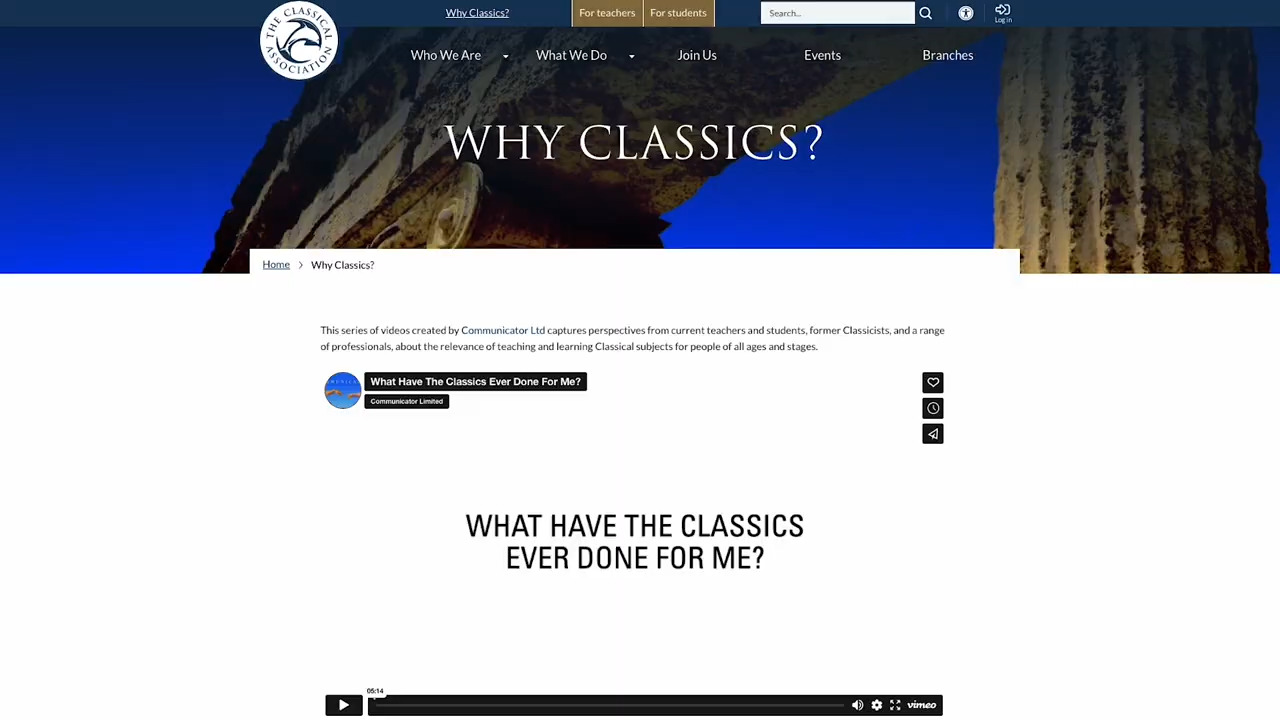 THE CLASSICAL ASSOCIATION
Why Classics?
For teachers
For students
Search...
Log in
Who We Are
What We Do
Join Us
Events
Branches
WHY CLASSICS?
Home > Why Classics?
This series of videos created by Communicator Ltd captures perspectives from current teachers and students, former Classicists, and a range
of professionals, about the relevance of teaching and learning Classical subjects for people of all ages and stages.
What Have The Classics Ever Done For Me?
Communicator Limited
WHAT HAVE THE CLASSICS
EVER DONE FOR ME?
05:14
vimeo